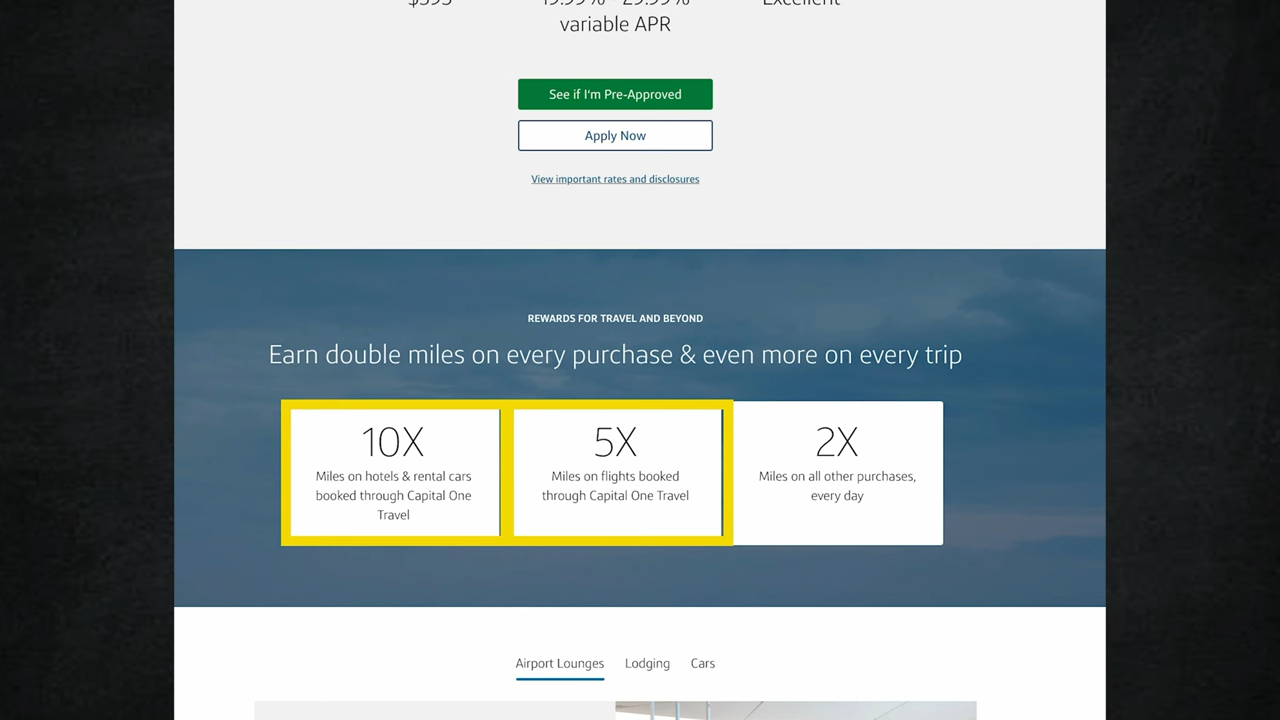 $395
variable APR
See if I'm Pre-Approved
Apply Now
View important rates and disclosures
REWARDS FOR TRAVEL AND BEYOND
Earn double miles on every purchase & even more on every trip
10X
Miles on hotels & rental cars
booked through Capital One
Travel
5X
Miles on flights booked
through Capital One Travel
2X
Miles on all other purchases,
every day
Airport Lounges
Lodging
Cars